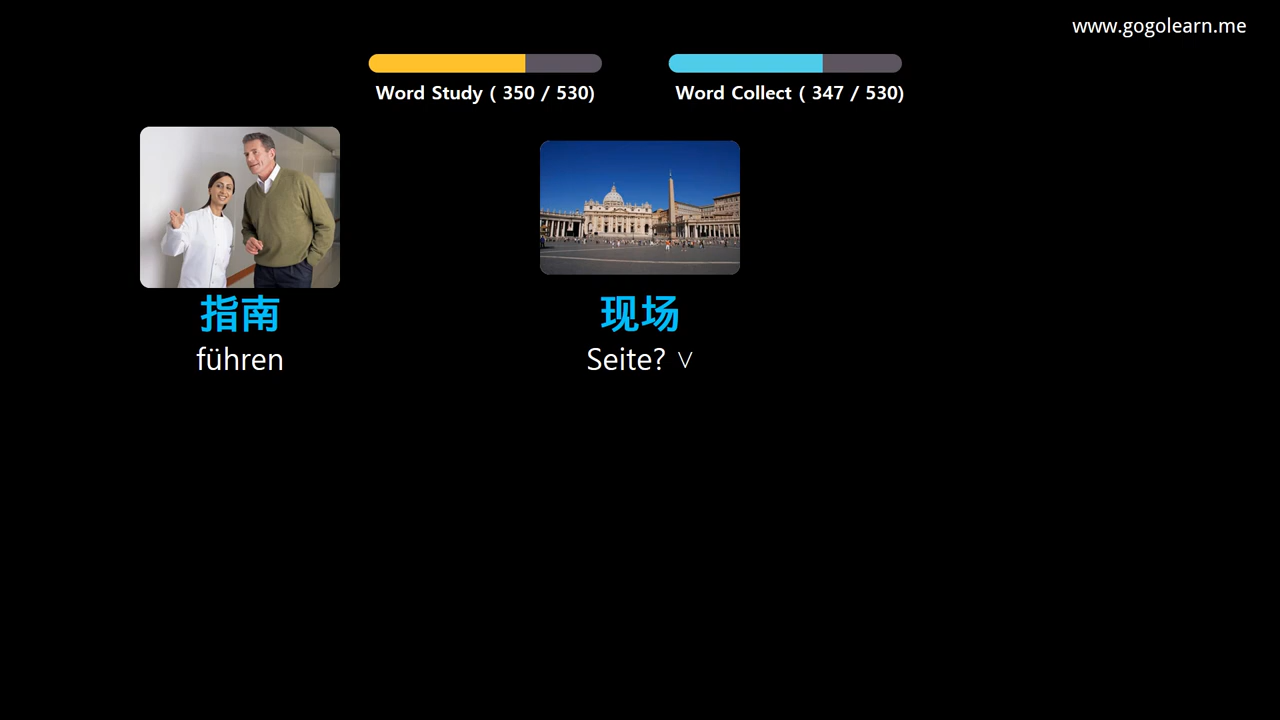 www.gogolearn.me
Word Study ( 350 / 530)
Word Collect ( 347 / 530)
指南
führen
现场
Seite? ∨